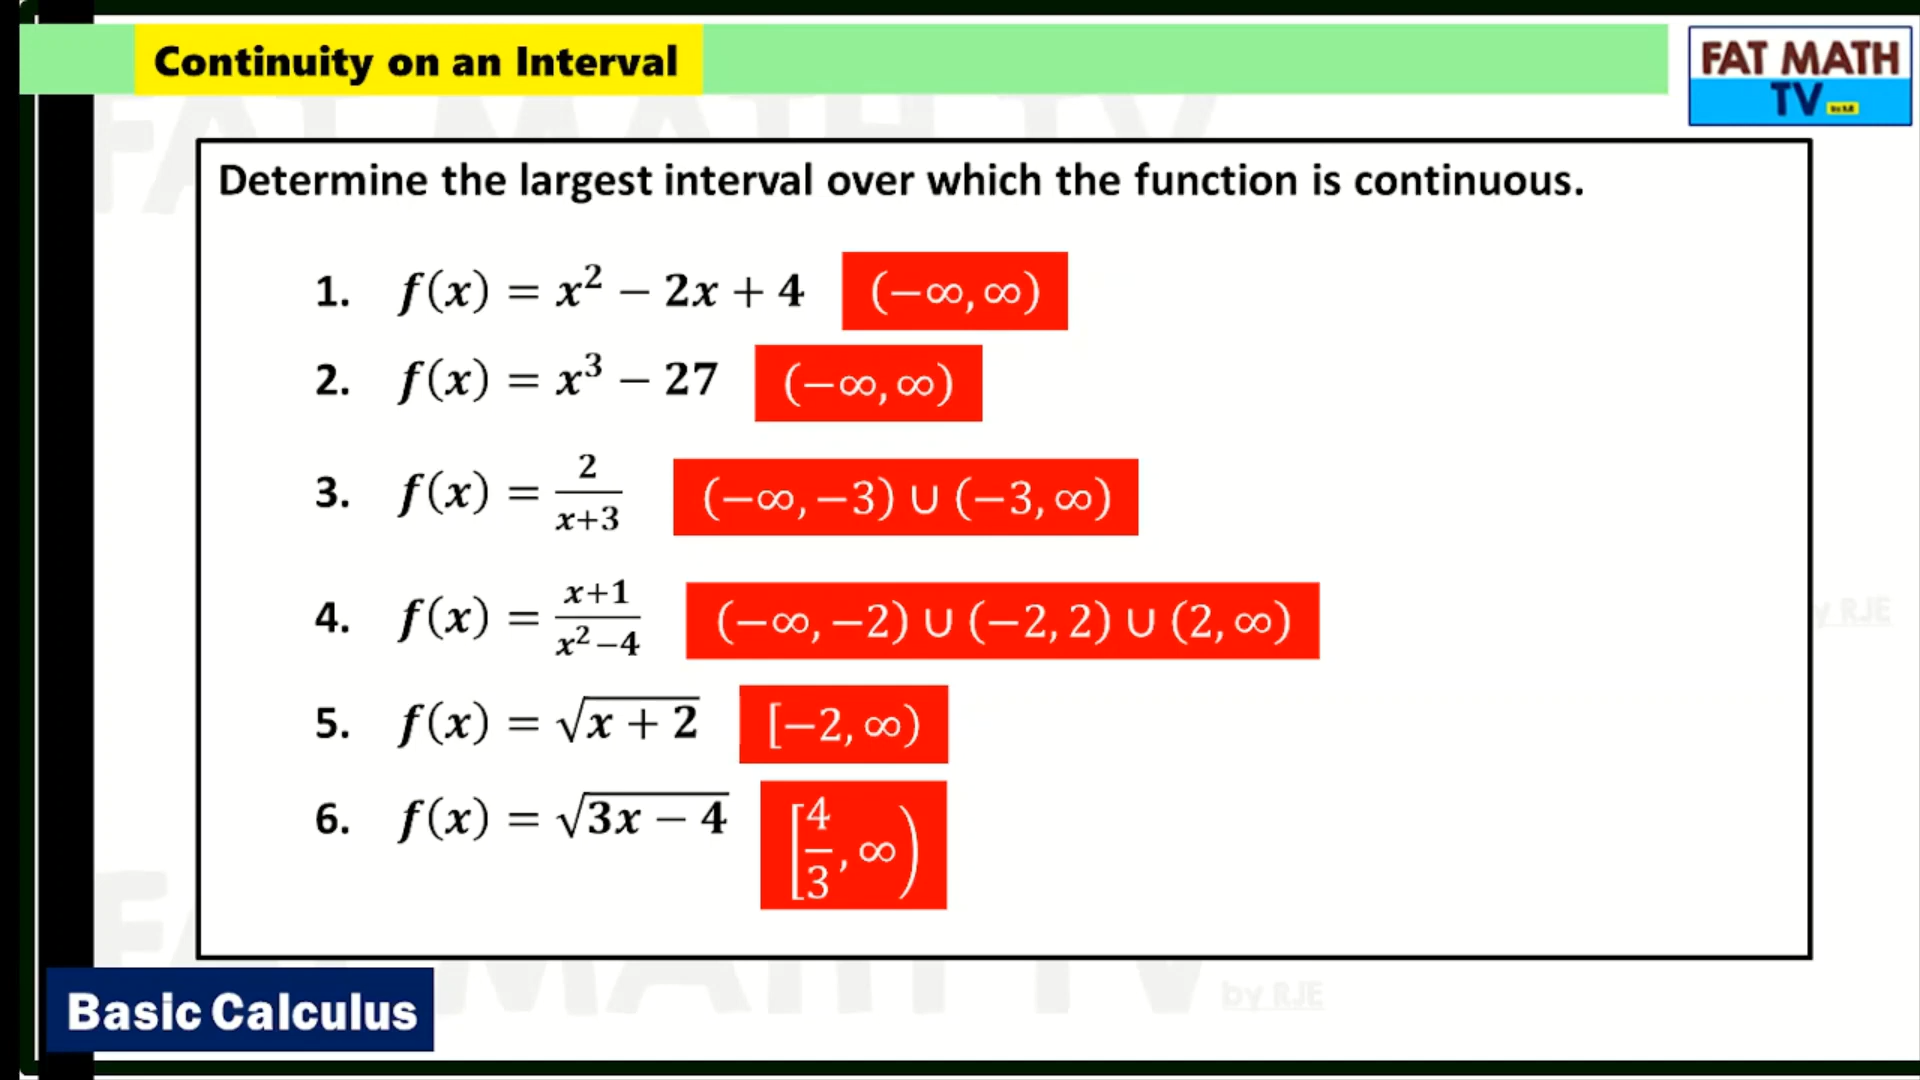 Continuity on an Interval
FAT MATH
TV
Determine the largest interval over which the function is continuous.
1. f(x) = x² − 2x + 4 (−∞, ∞)
2. f(x) = x³ − 27 (−∞, ∞)
3. f(x) = 2/(x+3) (−∞, −3) ∪ (−3, ∞)
4. f(x) = (x+1)/(x²−4) (−∞, −2) ∪ (−2, 2) ∪ (2, ∞)
5. f(x) = √(x + 2) [−2, ∞)
6. f(x) = √(3x − 4) [4/3, ∞)
by RJE
Basic Calculus